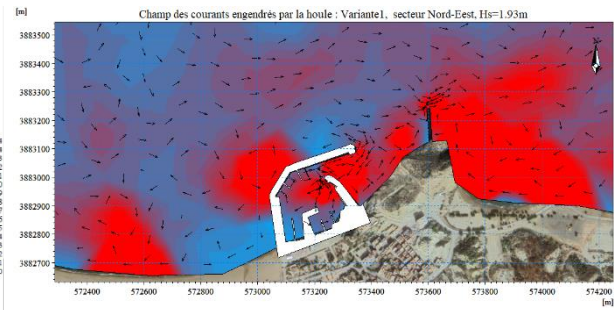 Champ des courants engendrés par la houle : Variante1, secteur Nord-Eest, Hs=1.93m
[m]
3883500
3883400
3883300
3883200
3883100
3883000
3882900
3882800
3882700
572400 572600 572800 573000 573200 573400 573600 573800 574000 574200
[m]